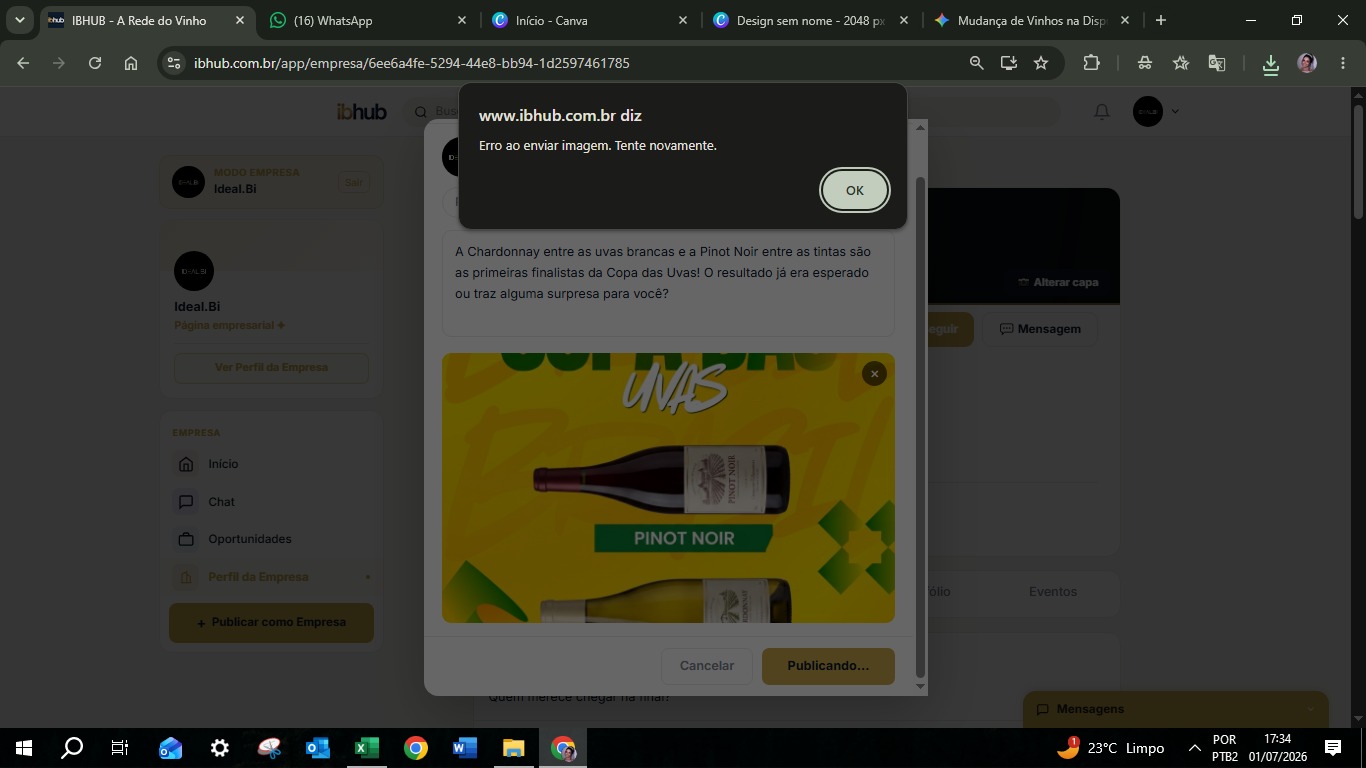 IBHUB - A Rede do Vinho
(16) WhatsApp
Início - Canva
Design sem nome - 2048 px
Mudança de Vinhos na Disp
ibhub.com.br/app/empresa/6ee6a4fe-5294-44e8-bb94-1d2597461785
ibhub
Bus
www.ibhub.com.br diz
Erro ao enviar imagem. Tente novamente.
OK
MODO EMPRESA
Ideal.Bi
Sair
Ideal.Bi
Página empresarial
Ver Perfil da Empresa
A Chardonnay entre as uvas brancas e a Pinot Noir entre as tintas são
as primeiras finalistas da Copa das Uvas! O resultado já era esperado
ou traz alguma surpresa para você?
Alterar capa
eguir
Mensagem
COPA DAS
UVAS
PINOT NOIR
PINOT NOIR
EMPRESA
Início
Chat
Oportunidades
Perfil da Empresa
+ Publicar como Empresa
fólio
Eventos
Cancelar
Publicando...
Quem merece chegar na final?
Mensagens
1
23°C Limpo
POR
PTB2
17:34
01/07/2026